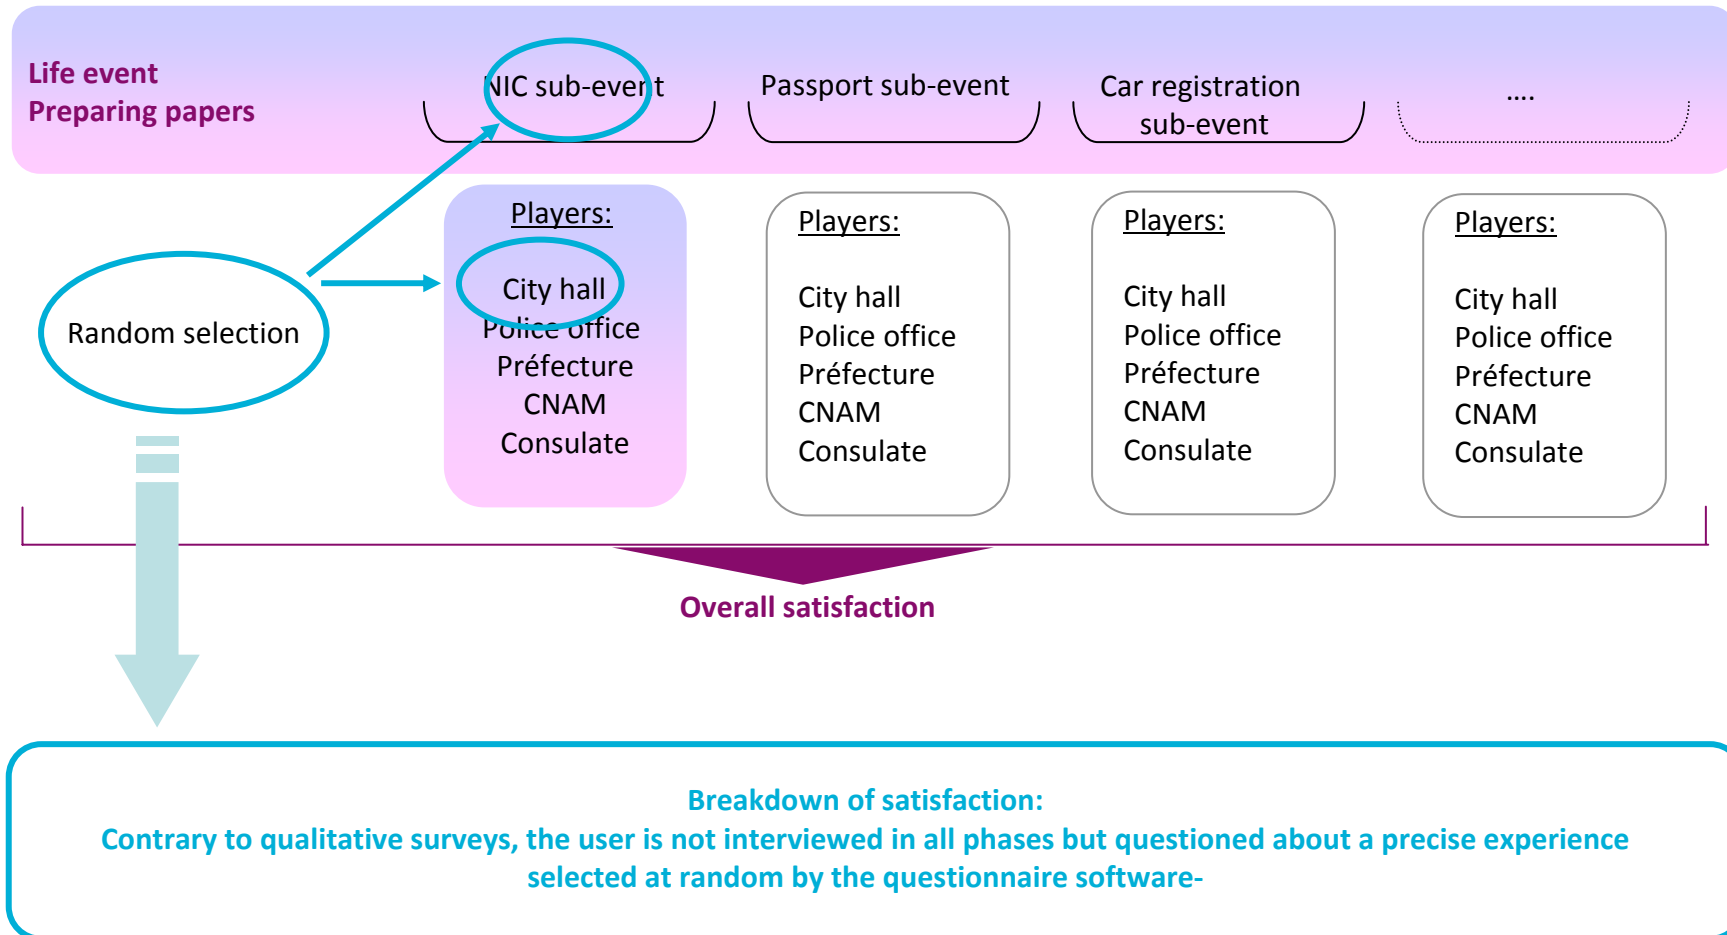 Life event
Preparing papers
NIC sub-event
Passport sub-event
Car registration
sub-event
....
Random selection
Players:
City hall
Police office
Préfecture
CNAM
Consulate
Players:
City hall
Police office
Préfecture
CNAM
Consulate
Players:
City hall
Police office
Préfecture
CNAM
Consulate
Players:
City hall
Police office
Préfecture
CNAM
Consulate
Overall satisfaction
Breakdown of satisfaction:
Contrary to qualitative surveys, the user is not interviewed in all phases but questioned about a precise experience
selected at random by the questionnaire software-